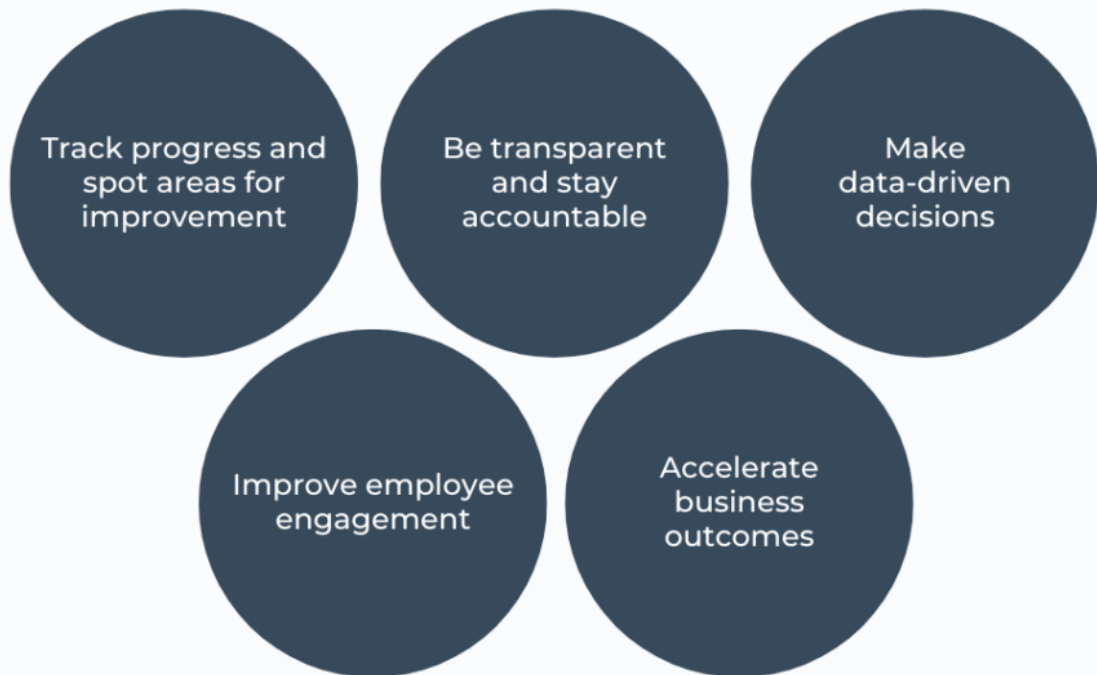 Track progress and
spot areas for
improvement
Be transparent
and stay
accountable
Make
data-driven
decisions
Improve employee
engagement
Accelerate
business
outcomes